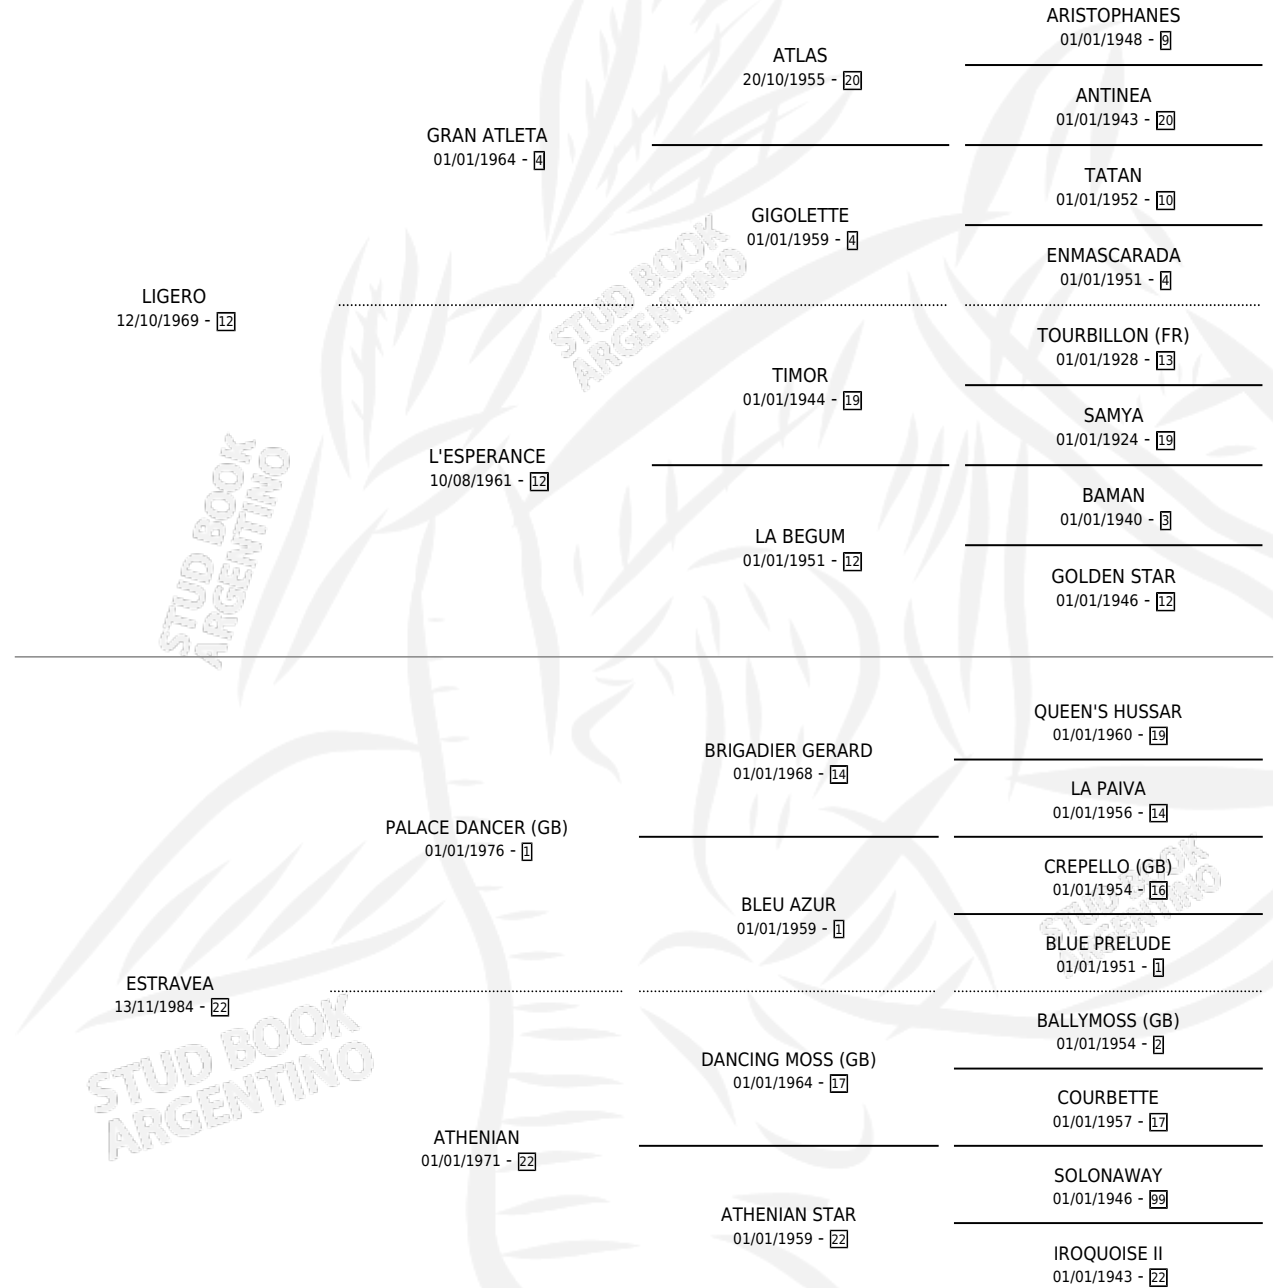 ARISTOPHANES
01/01/1948 - 9
ATLAS
20/10/1955 - 20
ANTINEA
01/01/1943 - 20
GRAN ATLETA
01/01/1964 - 4
TATAN
01/01/1952 - 10
GIGOLETTE
01/01/1959 - 4
ENMASCARADA
01/01/1951 - 4
LIGERO
12/10/1969 - 12
STUD BOOK
ARGENTINO
TOURBILLON (FR)
01/01/1928 - 13
TIMOR
01/01/1944 - 19
SAMYA
01/01/1924 - 19
L'ESPERANCE
10/08/1961 - 12
BAMAN
01/01/1940 - 3
LA BEGUM
01/01/1951 - 12
GOLDEN STAR
01/01/1946 - 12
STUD BOOK
ARGENTINO
QUEEN'S HUSSAR
01/01/1960 - 19
BRIGADIER GERARD
01/01/1968 - 14
LA PAIVA
01/01/1956 - 14
PALACE DANCER (GB)
01/01/1976 - 1
CREPELLO (GB)
01/01/1954 - 16
BLEU AZUR
01/01/1959 - 1
STUD BOOK
ARGENTINO
BLUE PRELUDE
01/01/1951 - 1
ESTRAVEA
13/11/1984 - 22
BALLYMOSS (GB)
01/01/1954 - 2
STUD BOOK
ARGENTINO
DANCING MOSS (GB)
01/01/1964 - 17
COURBETTE
01/01/1957 - 17
ATHENIAN
01/01/1971 - 22
SOLONAWAY
01/01/1946 - 99
ATHENIAN STAR
01/01/1959 - 22
IROQUOISE II
01/01/1943 - 22